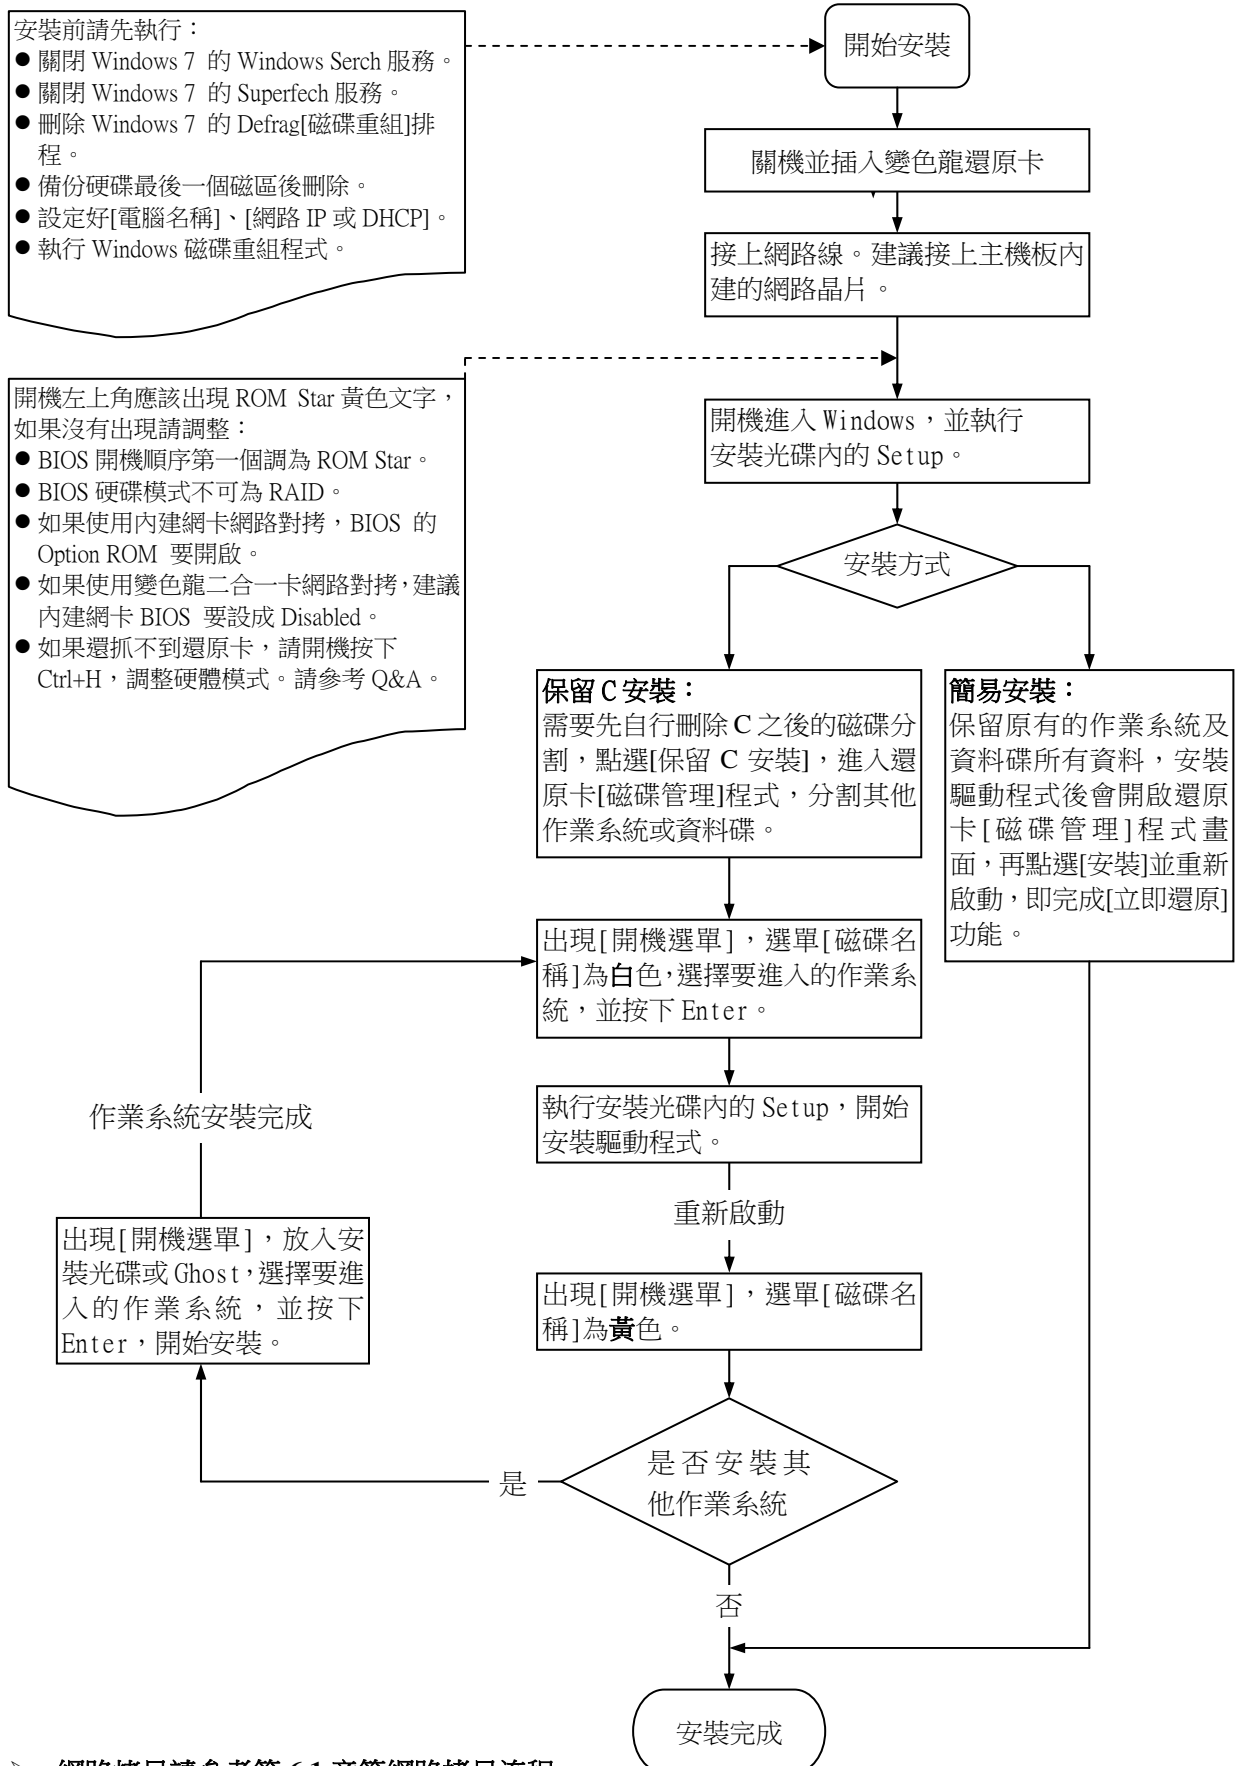 安裝前請先執行：
● 關閉 Windows 7 的 Windows Serch 服務。
● 關閉 Windows 7 的 Superfech 服務。
● 刪除 Windows 7 的 Defrag[磁碟重組]排
程。
● 備份硬碟最後一個磁區後刪除。
● 設定好[電腦名稱]、[網路 IP 或 DHCP]。
● 執行 Windows 磁碟重組程式。
開始安裝
關機並插入變色龍還原卡
接上網路線。建議接上主機板內
建的網路晶片。
開機左上角應該出現 ROM Star 黃色文字，
如果沒有出現請調整：
● BIOS 開機順序第一個調為 ROM Star。
● BIOS 硬碟模式不可為 RAID。
● 如果使用內建網卡網路對拷，BIOS 的
Option ROM 要開啟。
● 如果使用變色龍二合一卡網路對拷，建議
內建網卡 BIOS 要設成 Disabled。
● 如果還抓不到還原卡，請開機按下
Ctrl+H，調整硬體模式。請參考 Q&A。
開機進入 Windows，並執行
安裝光碟內的 Setup。
安裝方式
保留 C 安裝：
需要先自行刪除 C 之後的磁碟分
割，點選[保留 C 安裝]，進入還
原卡[磁碟管理]程式，分割其他
作業系統或資料碟。
簡易安裝：
保留原有的作業系統及
資料碟所有資料，安裝
驅動程式後會開啟還原
卡[磁碟管理]程式畫
面，再點選[安裝]並重新
啟動，即完成[立即還原]
功能。
出現[開機選單]，選單[磁碟名
稱]為白色，選擇要進入的作業系
統，並按下 Enter。
作業系統安裝完成
執行安裝光碟內的 Setup，開始
安裝驅動程式。
重新啟動
出現[開機選單]，放入安
裝光碟或 Ghost，選擇要進
入的作業系統，並按下
Enter，開始安裝。
出現[開機選單]，選單[磁碟名
稱]為黃色。
是否安裝其
他作業系統
是
否
安裝完成